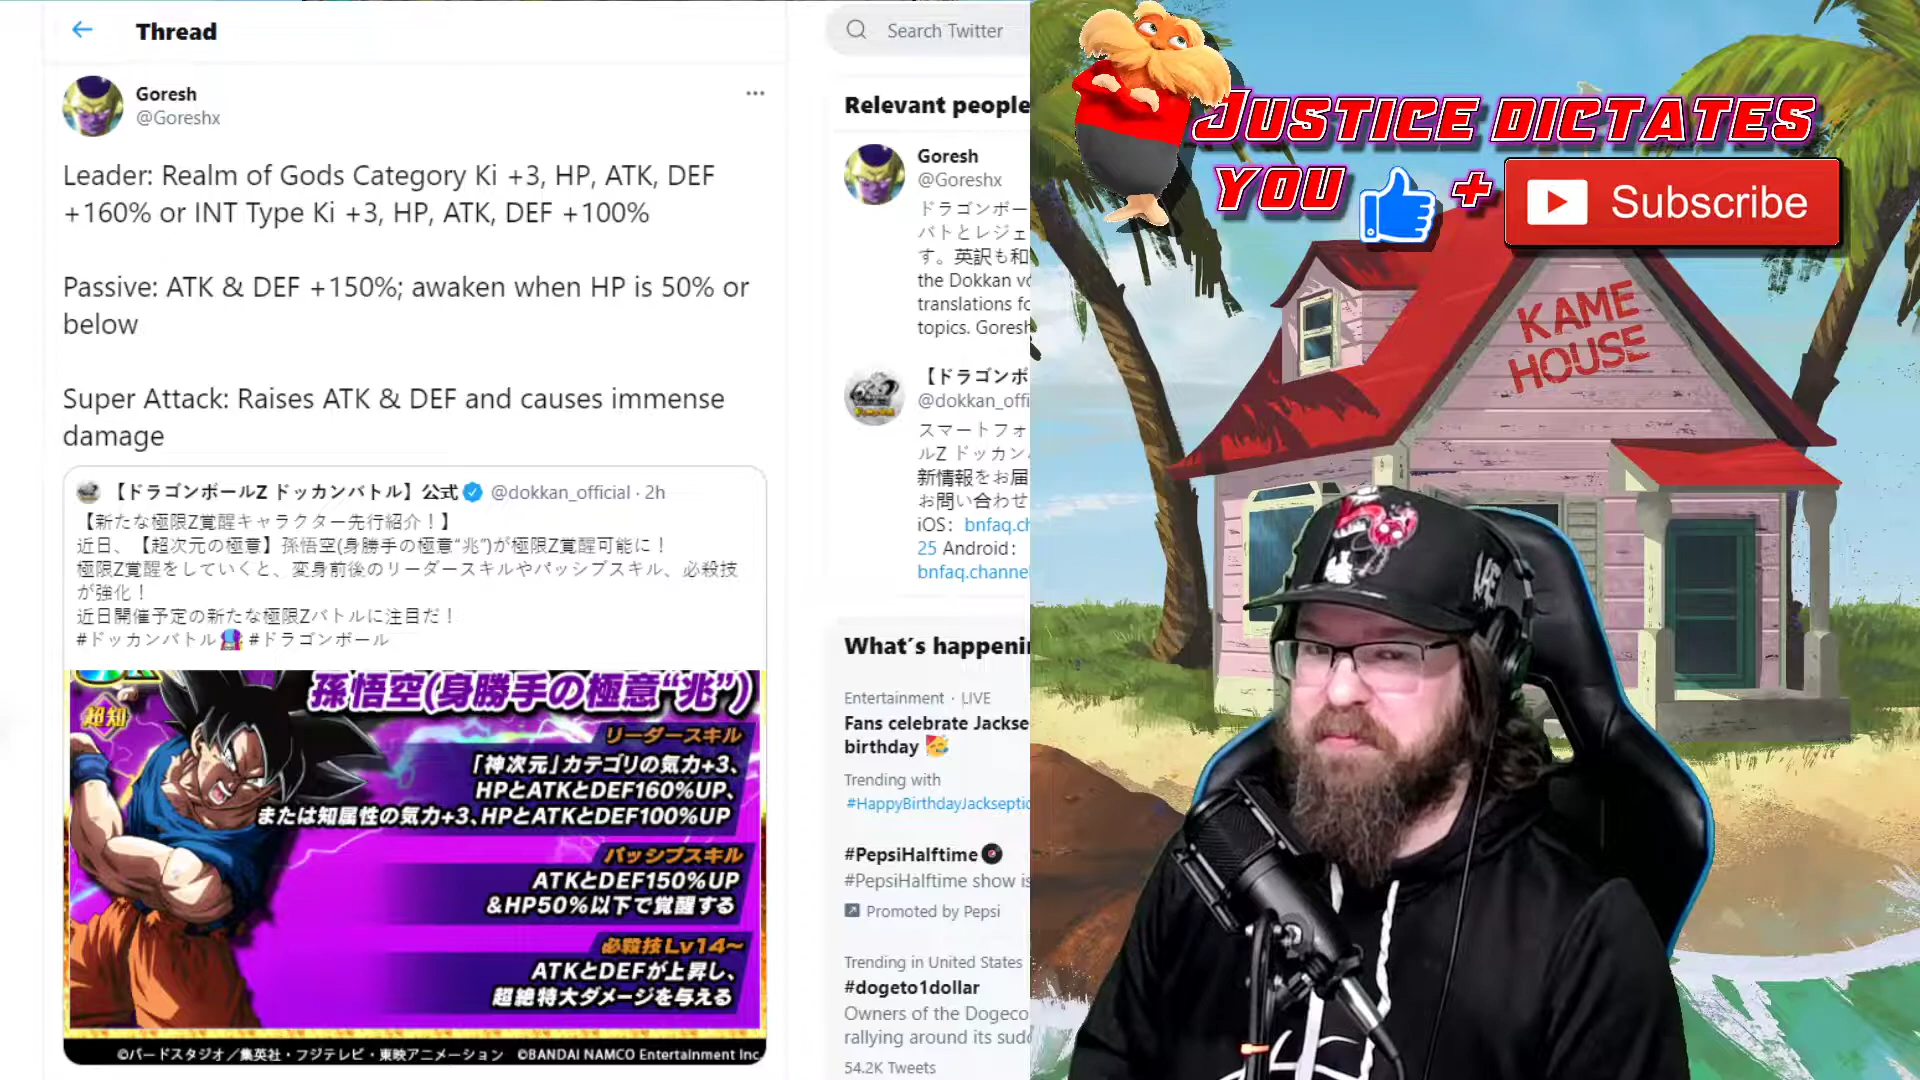 Thread
Goresh
@Goreshx
Leader: Realm of Gods Category Ki +3, HP, ATK, DEF
+160% or INT Type Ki +3, HP, ATK, DEF +100%
Passive: ATK & DEF +150%; awaken when HP is 50% or
below
Super Attack: Raises ATK & DEF and causes immense
damage
【ドラゴンボールZ ドッカンバトル】公式 @dokkan_official · 2h
【新たな極限Z覚醒キャラクター先行紹介！】
近日、【超次元の極意】孫悟空(身勝手の極意“兆”)が極限Z覚醒可能に！
極限Z覚醒をしていくと、変身前後のリーダースキルやパッシブスキル、必殺技
が強化！
近日開催予定の新たな極限Zバトルに注目だ！
#ドッカンバトル #ドラゴンボール
孫悟空(身勝手の極意“兆”)
超知
リーダースキル
「神次元」カテゴリの気力+3、
HPとATKとDEF160%UP、
または知属性の気力+3、HPとATKとDEF100%UP
パッシブスキル
ATKとDEF150%UP
&HP50%以下で覚醒する
必殺技Lv14~
ATKとDEFが上昇し、
超絶特大ダメージを与える
©バードスタジオ／集英社・フジテレビ・東映アニメーション ©BANDAI NAMCO Entertainment Inc.
Search Twitter
Relevant people
Goresh
@Goreshx
ドラゴンボー
バトとレジェ
す。英訳も和
the Dokkan vo
translations fo
topics. Goresh
【ドラゴンボ
@dokkan_offi
スマートフォ
ルZ ドッカン
新情報をお届
お問い合わせ
iOS： bnfaq.ch
25 Android：
bnfaq.channel
What's happenin
Entertainment · LIVE
Fans celebrate Jackse
birthday
Trending with
#HappyBirthdayJackseptic
#PepsiHalftime
#PepsiHalftime show is
Promoted by Pepsi
Trending in United States
#dogeto1dollar
Owners of the Dogeco
rallying around its sudd
54.2K Tweets
JUSTICE DICTATES
YOU + Subscribe
KAME
HOUSE